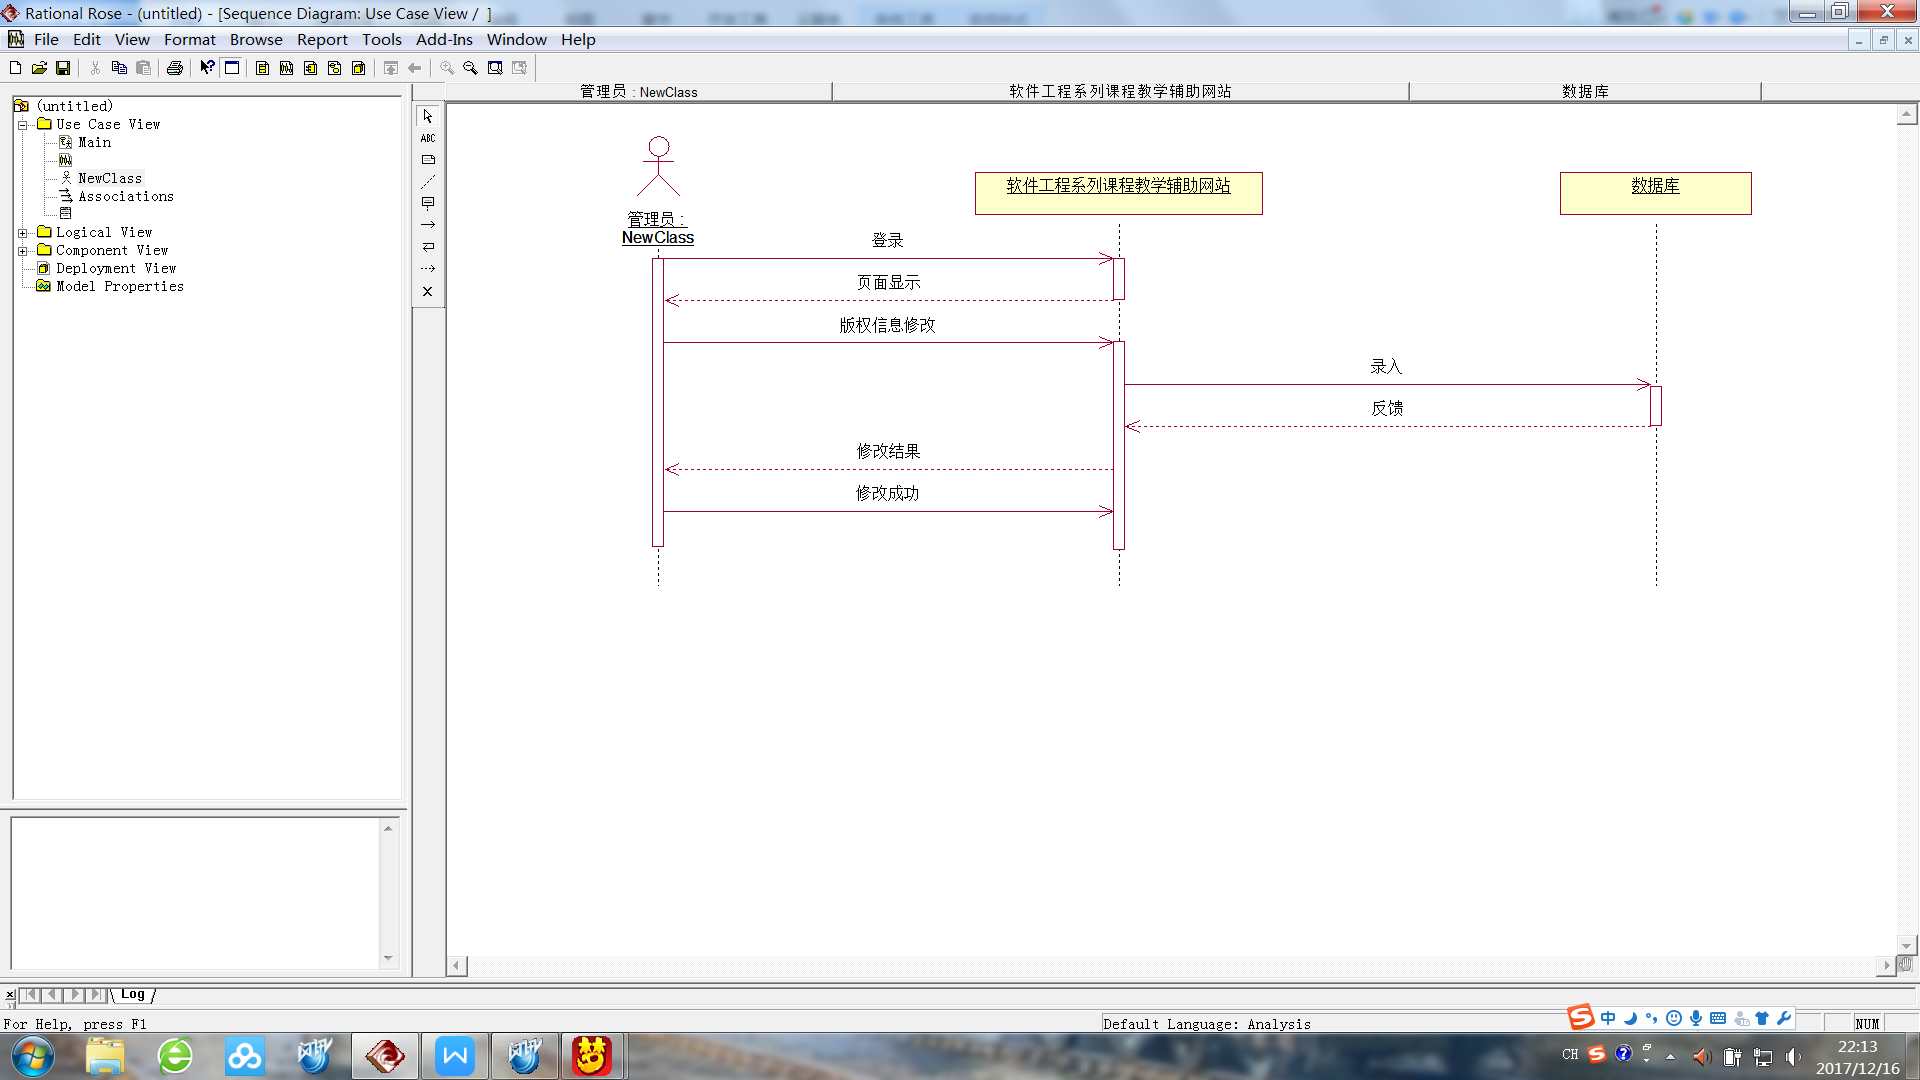 Rational Rose - (untitled) - [Sequence Diagram: Use Case View /  ]
File Edit View Format Browse Report Tools Add-Ins Window Help
管理员 : NewClass
软件工程系列课程教学辅助网站
数据库
(untitled)
Use Case View
Main
NewClass
Associations
Logical View
Component View
Deployment View
Model Properties
ABC
管理员 :
NewClass
软件工程系列课程教学辅助网站
数据库
登录
页面显示
版权信息修改
录入
反馈
修改结果
修改成功
Log
For Help, press F1
Default Language: Analysis
NUM
中
CH
22:13
2017/12/16